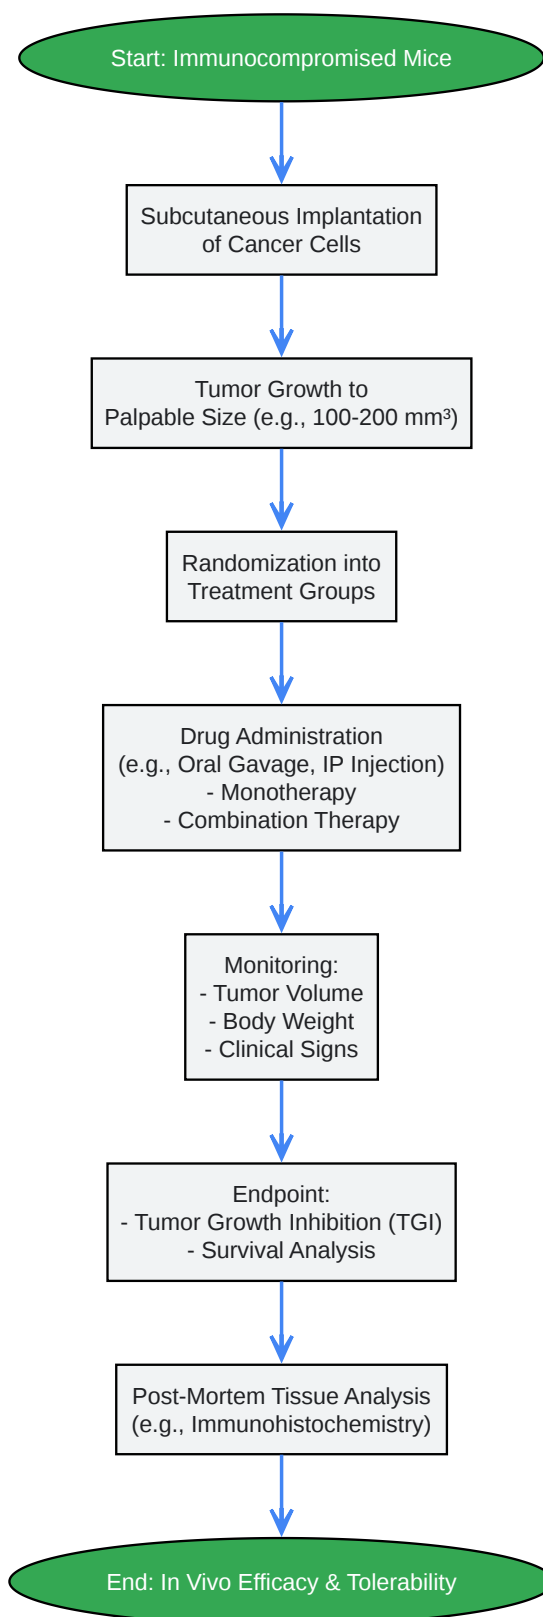 Start: Immunocompromised Mice
Subcutaneous Implantation
of Cancer Cells
Tumor Growth to
Palpable Size (e.g., 100-200 mm³)
Randomization into
Treatment Groups
Drug Administration
(e.g., Oral Gavage, IP Injection)
- Monotherapy
- Combination Therapy
Monitoring:
- Tumor Volume
- Body Weight
- Clinical Signs
Endpoint:
- Tumor Growth Inhibition (TGI)
- Survival Analysis
Post-Mortem Tissue Analysis
(e.g., Immunohistochemistry)
End: In Vivo Efficacy & Tolerability